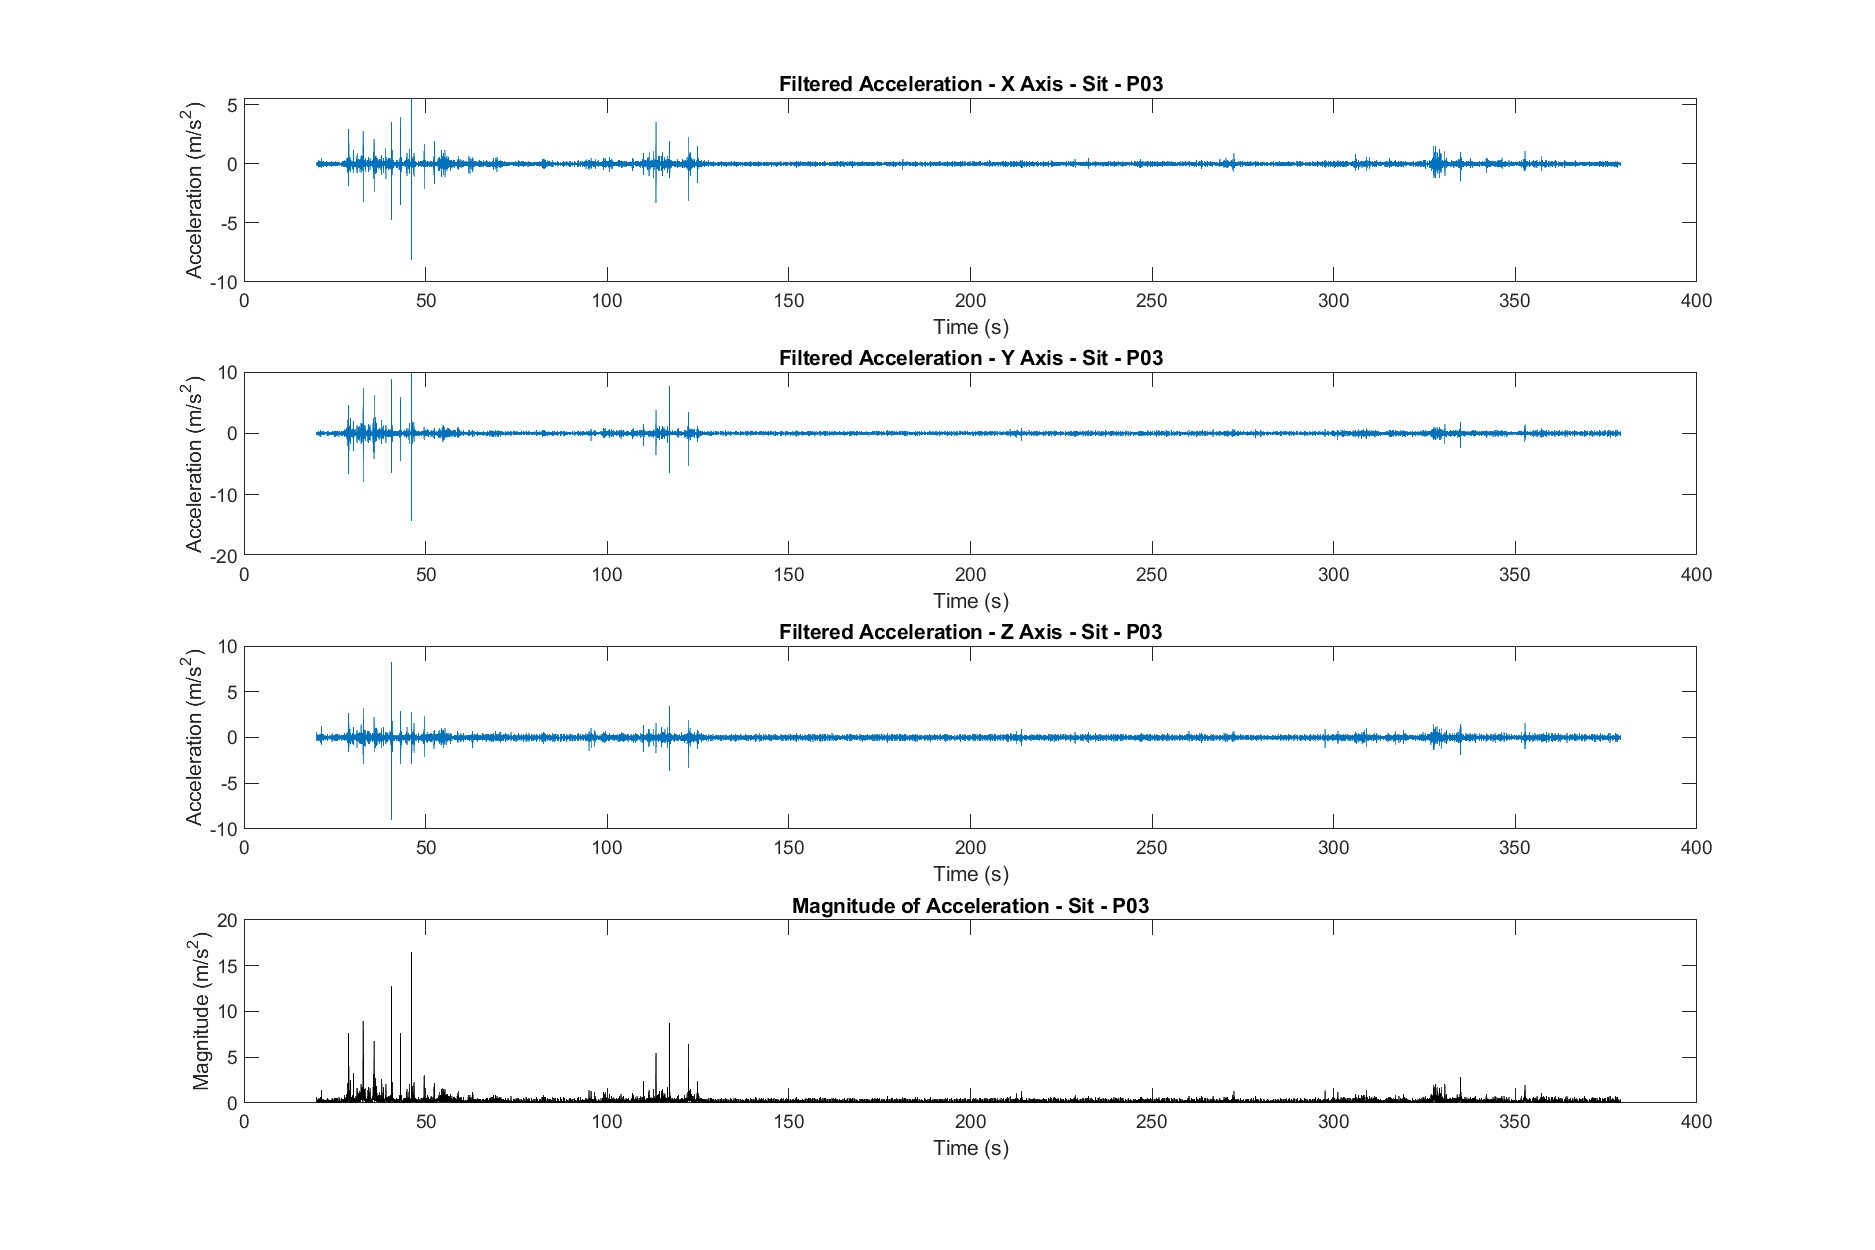 Filtered Acceleration - X Axis - Sit - P03
Acceleration (m/s²)
5
0
-5
-10
0 50 100 150 200 250 300 350 400
Time (s)
Filtered Acceleration - Y Axis - Sit - P03
Acceleration (m/s²)
10
0
-10
-20
0 50 100 150 200 250 300 350 400
Time (s)
Filtered Acceleration - Z Axis - Sit - P03
Acceleration (m/s²)
10
5
0
-5
-10
0 50 100 150 200 250 300 350 400
Time (s)
Magnitude of Acceleration - Sit - P03
Magnitude (m/s²)
20
15
10
5
0
0 50 100 150 200 250 300 350 400
Time (s)